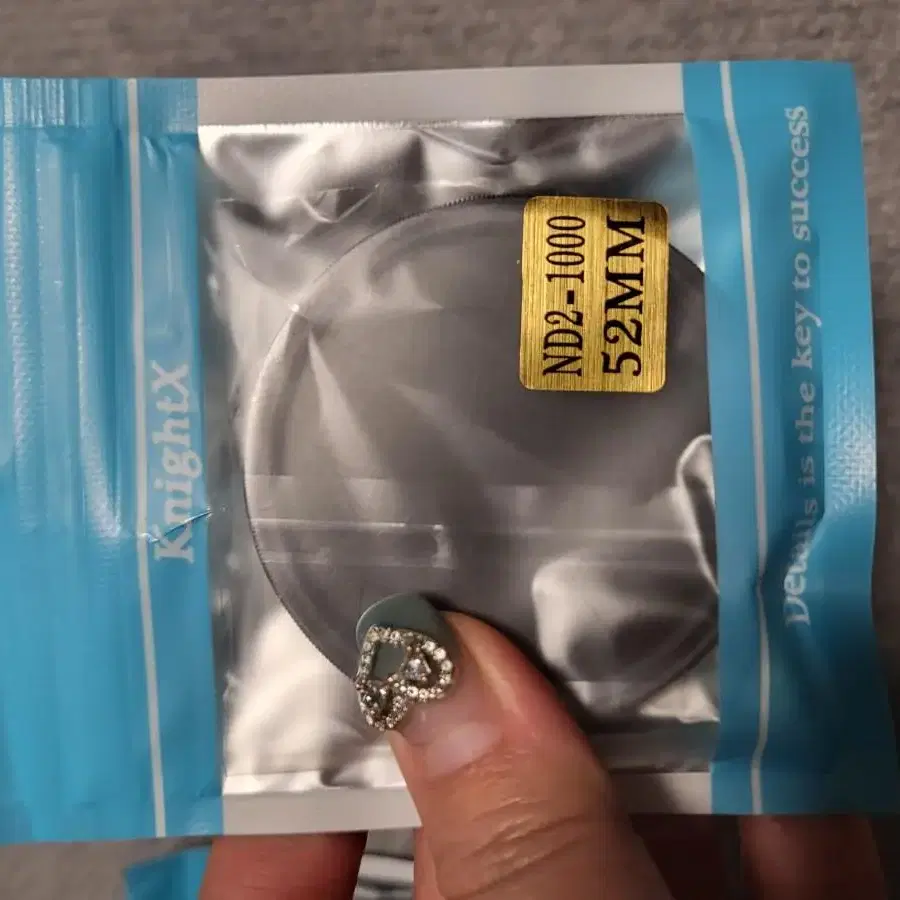 KnightX
ND2-1000
52MM
Details is the key to success